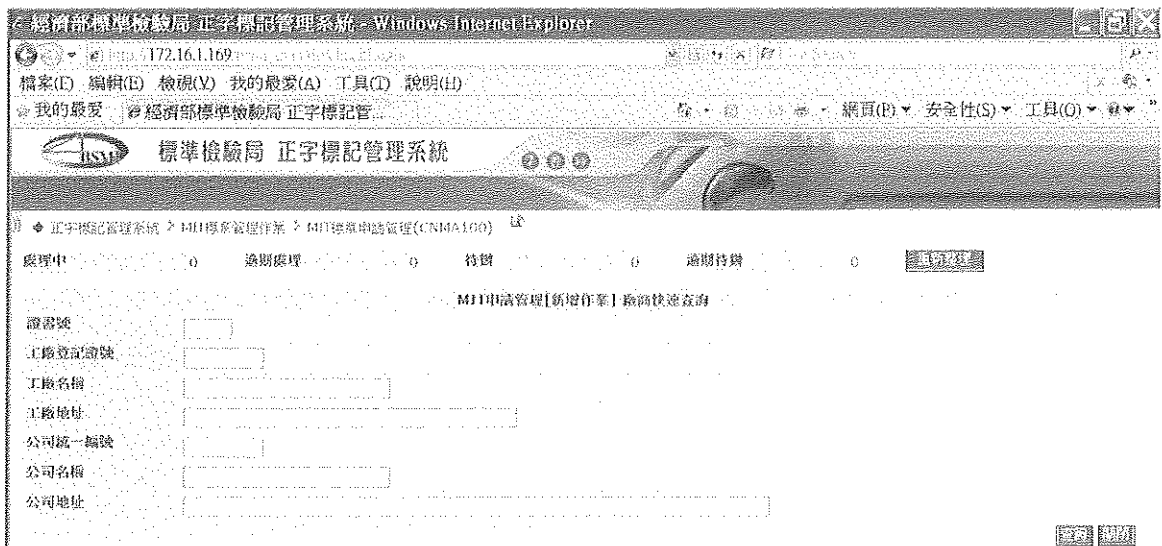 經濟部標準檢驗局 正字標記管理系統 - Windows Internet Explorer
172.16.1.169
檔案(F) 編輯(E) 檢視(V) 我的最愛(A) 工具(T) 說明(H)
我的最愛 經濟部標準檢驗局 正字標記管...
網頁(P) 安全性(S) 工具(O)
BSMI 標準檢驗局 正字標記管理系統
正字標記管理系統 > MIT標章管理作業 > MIT標章申請管理(CNMA100)
處理中 0 逾期處理 0 待辦 0 逾期待辦 0 重新整理
MIT申請管理[新增作業] 廠商快速查詢
證書號
工廠登記證號
工廠名稱
工廠地址
公司統一編號
公司名稱
公司地址
查詢